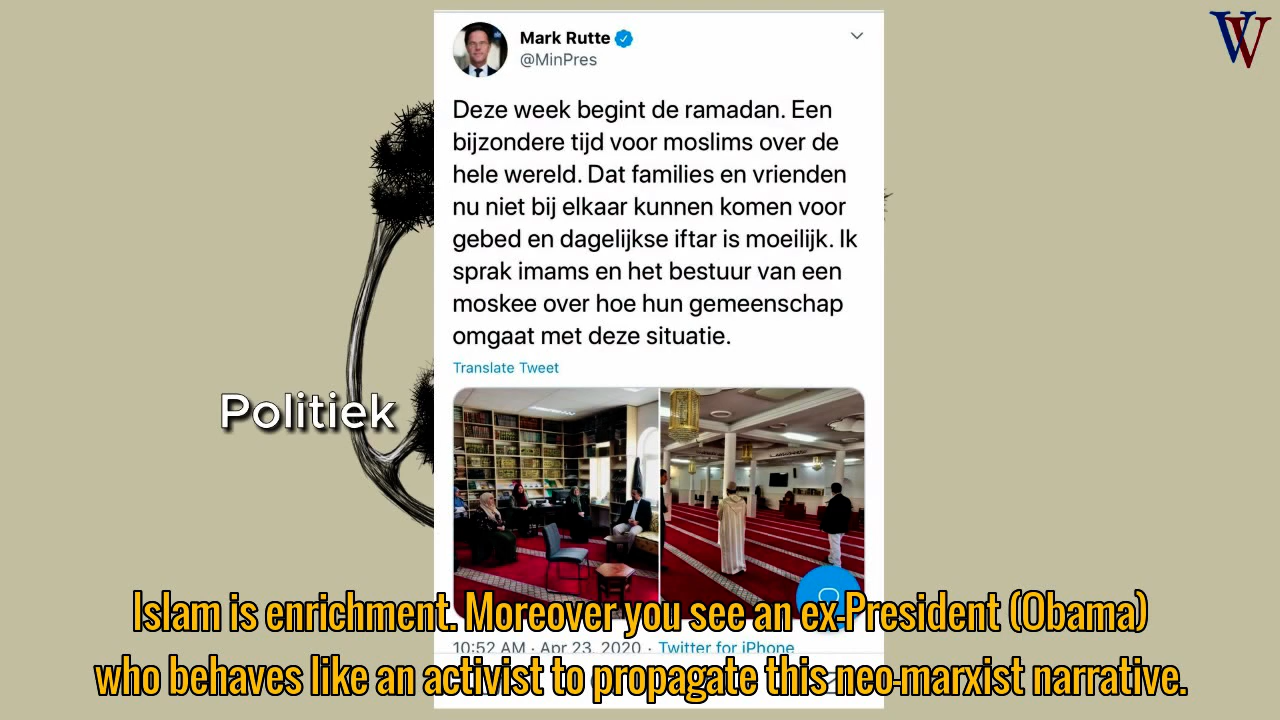 VV
Mark Rutte
@MinPres
Deze week begint de ramadan. Een
bijzondere tijd voor moslims over de
hele wereld. Dat families en vrienden
nu niet bij elkaar kunnen komen voor
gebed en dagelijkse iftar is moeilijk. Ik
sprak imams en het bestuur van een
moskee over hoe hun gemeenschap
omgaat met deze situatie.
Translate Tweet
Politiek
Islam is enrichment. Moreover you see an ex-President (Obama)
10:52 AM · Apr 23, 2020 · Twitter for iPhone
who behaves like an activist to propagate this neo-marxist narrative.